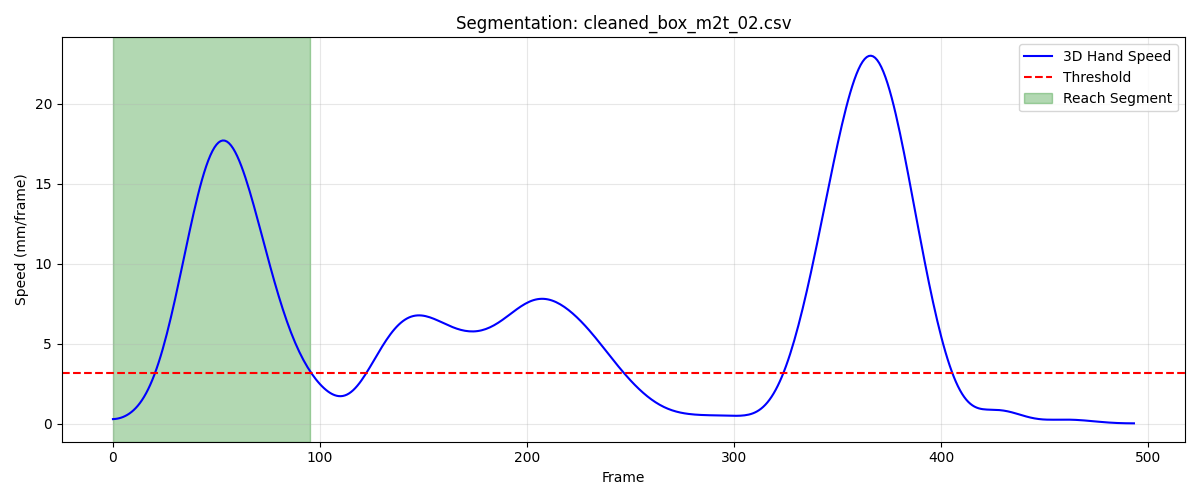 Segmentation: cleaned_box_m2t_02.csv
3D Hand Speed
Threshold
Reach Segment
Speed (mm/frame)
20
15
10
5
0
0 100 200 300 400 500
Frame